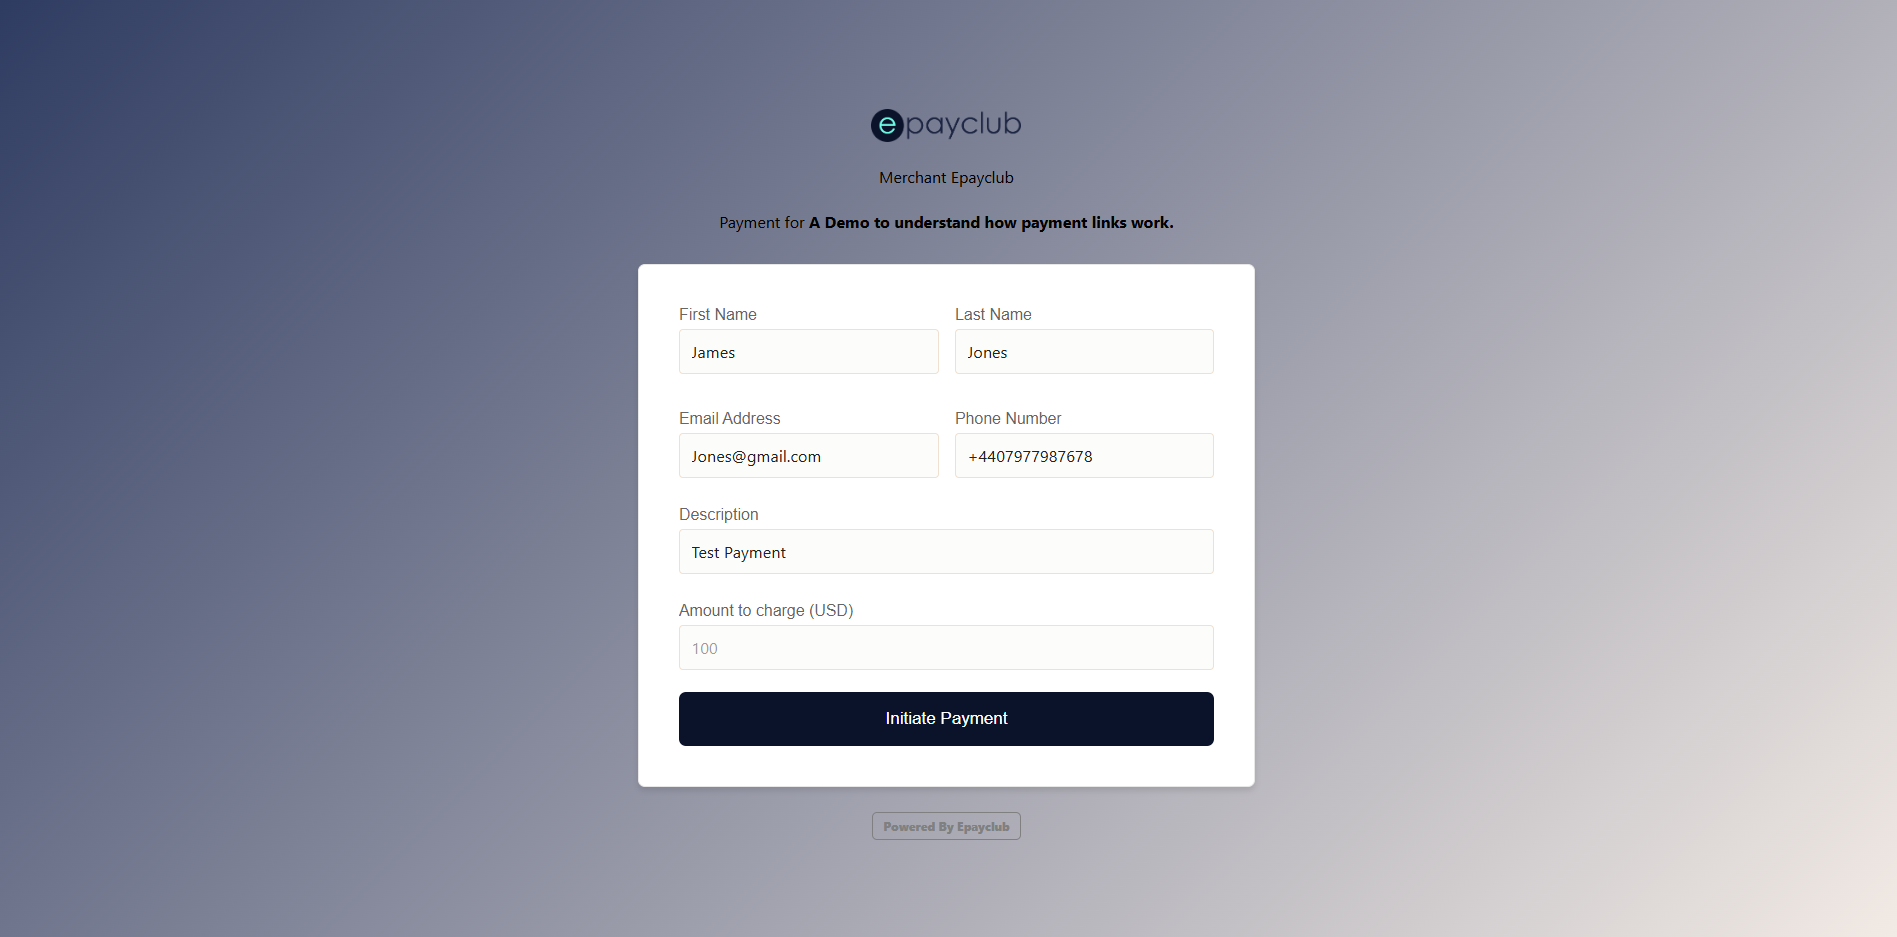 epayclub
Merchant Epayclub
Payment for A Demo to understand how payment links work.
First Name
Last Name
James
Jones
Email Address
Phone Number
Jones@gmail.com
+4407977987678
Description
Test Payment
Amount to charge (USD)
100
Initiate Payment
Powered By Epayclub